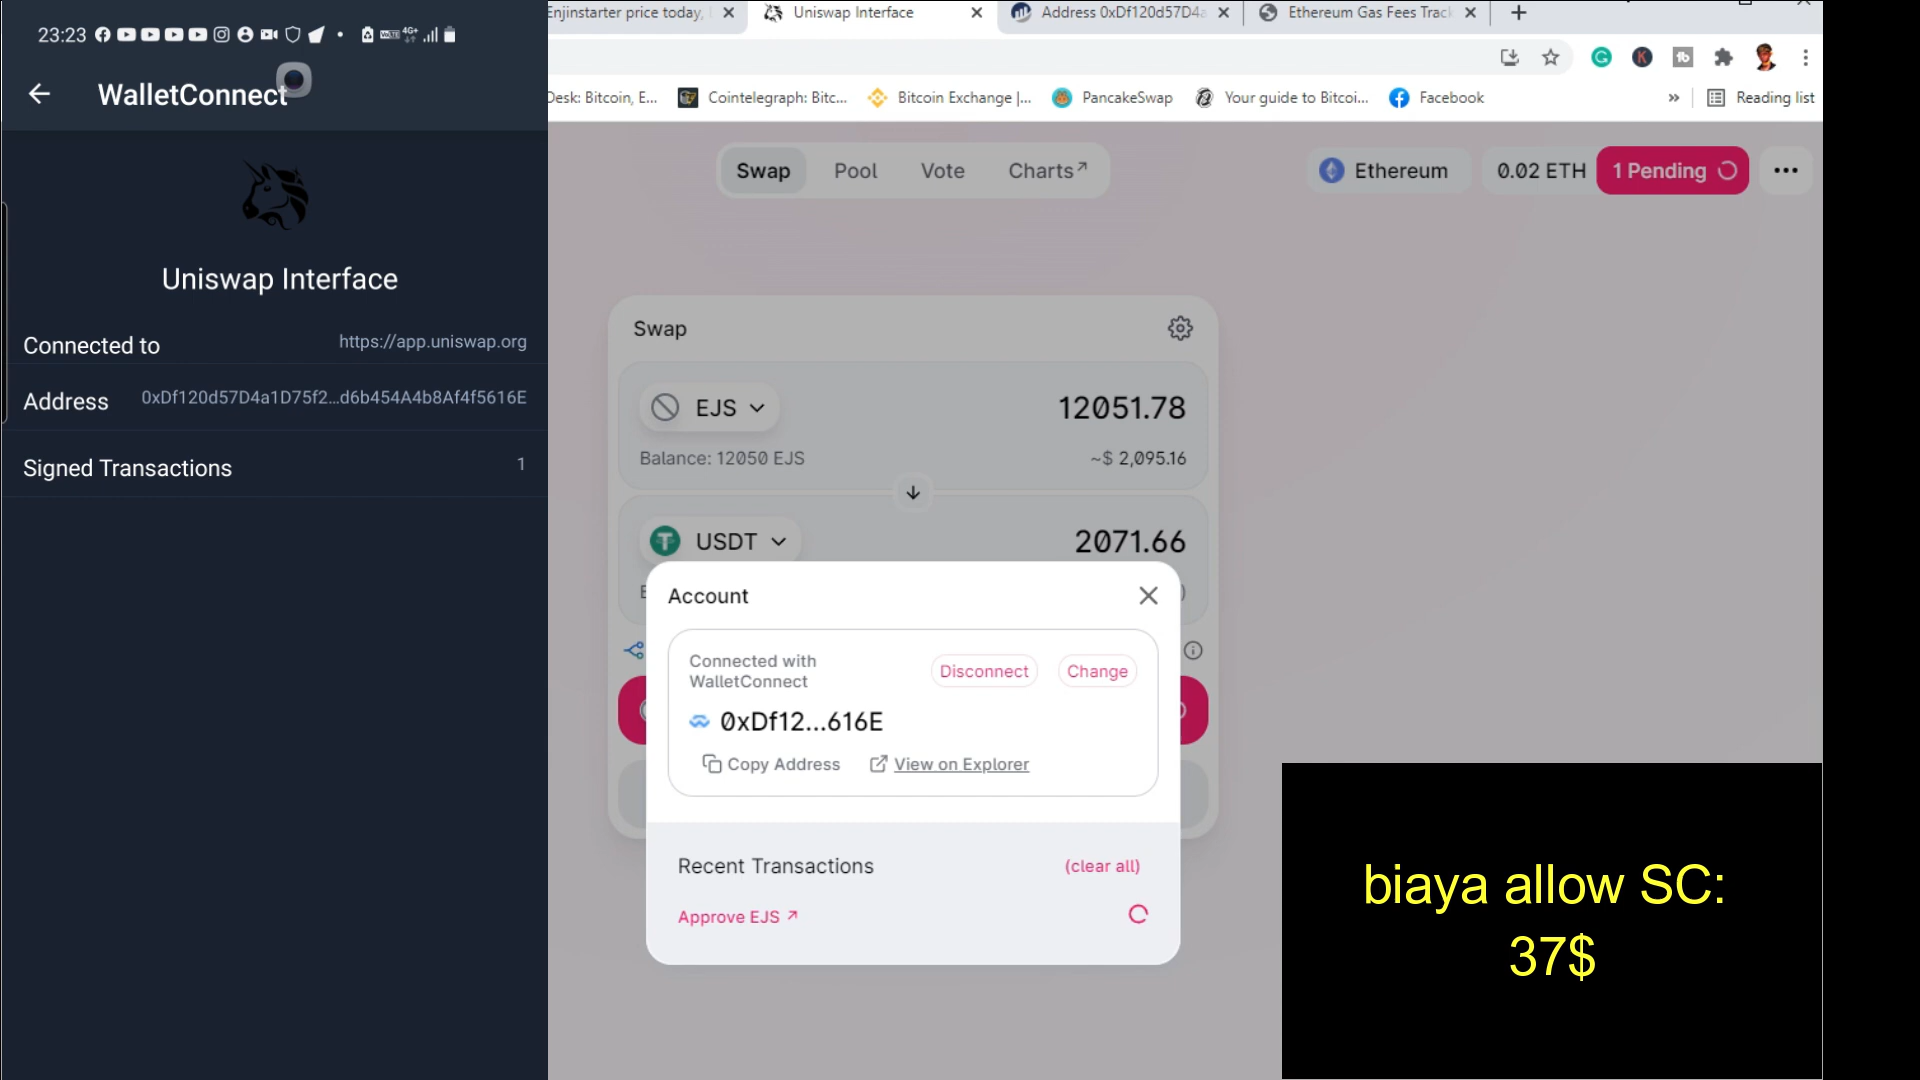 23:23
WalletConnect
Uniswap Interface
Connected to https://app.uniswap.org
Address 0xDf120d57D4a1D75f2...d6b454A4b8Af4f5616E
Signed Transactions 1
Enjinstarter price today,
Uniswap Interface
Address 0xDf120d57D4a
Ethereum Gas Fees Track
Desk: Bitcoin, E...
Cointelegraph: Bitc...
Bitcoin Exchange |...
PancakeSwap
Your guide to Bitcoi...
Facebook
»
Reading list
Swap Pool Vote Charts↗
Ethereum
0.02 ETH
1 Pending
Swap
EJS 12051.78
Balance: 12050 EJS ~$ 2,095.16
USDT 2071.66
Account
Connected with
WalletConnect
Disconnect Change
0xDf12...616E
Copy Address View on Explorer
Recent Transactions (clear all)
Approve EJS ↗
biaya allow SC:
37$